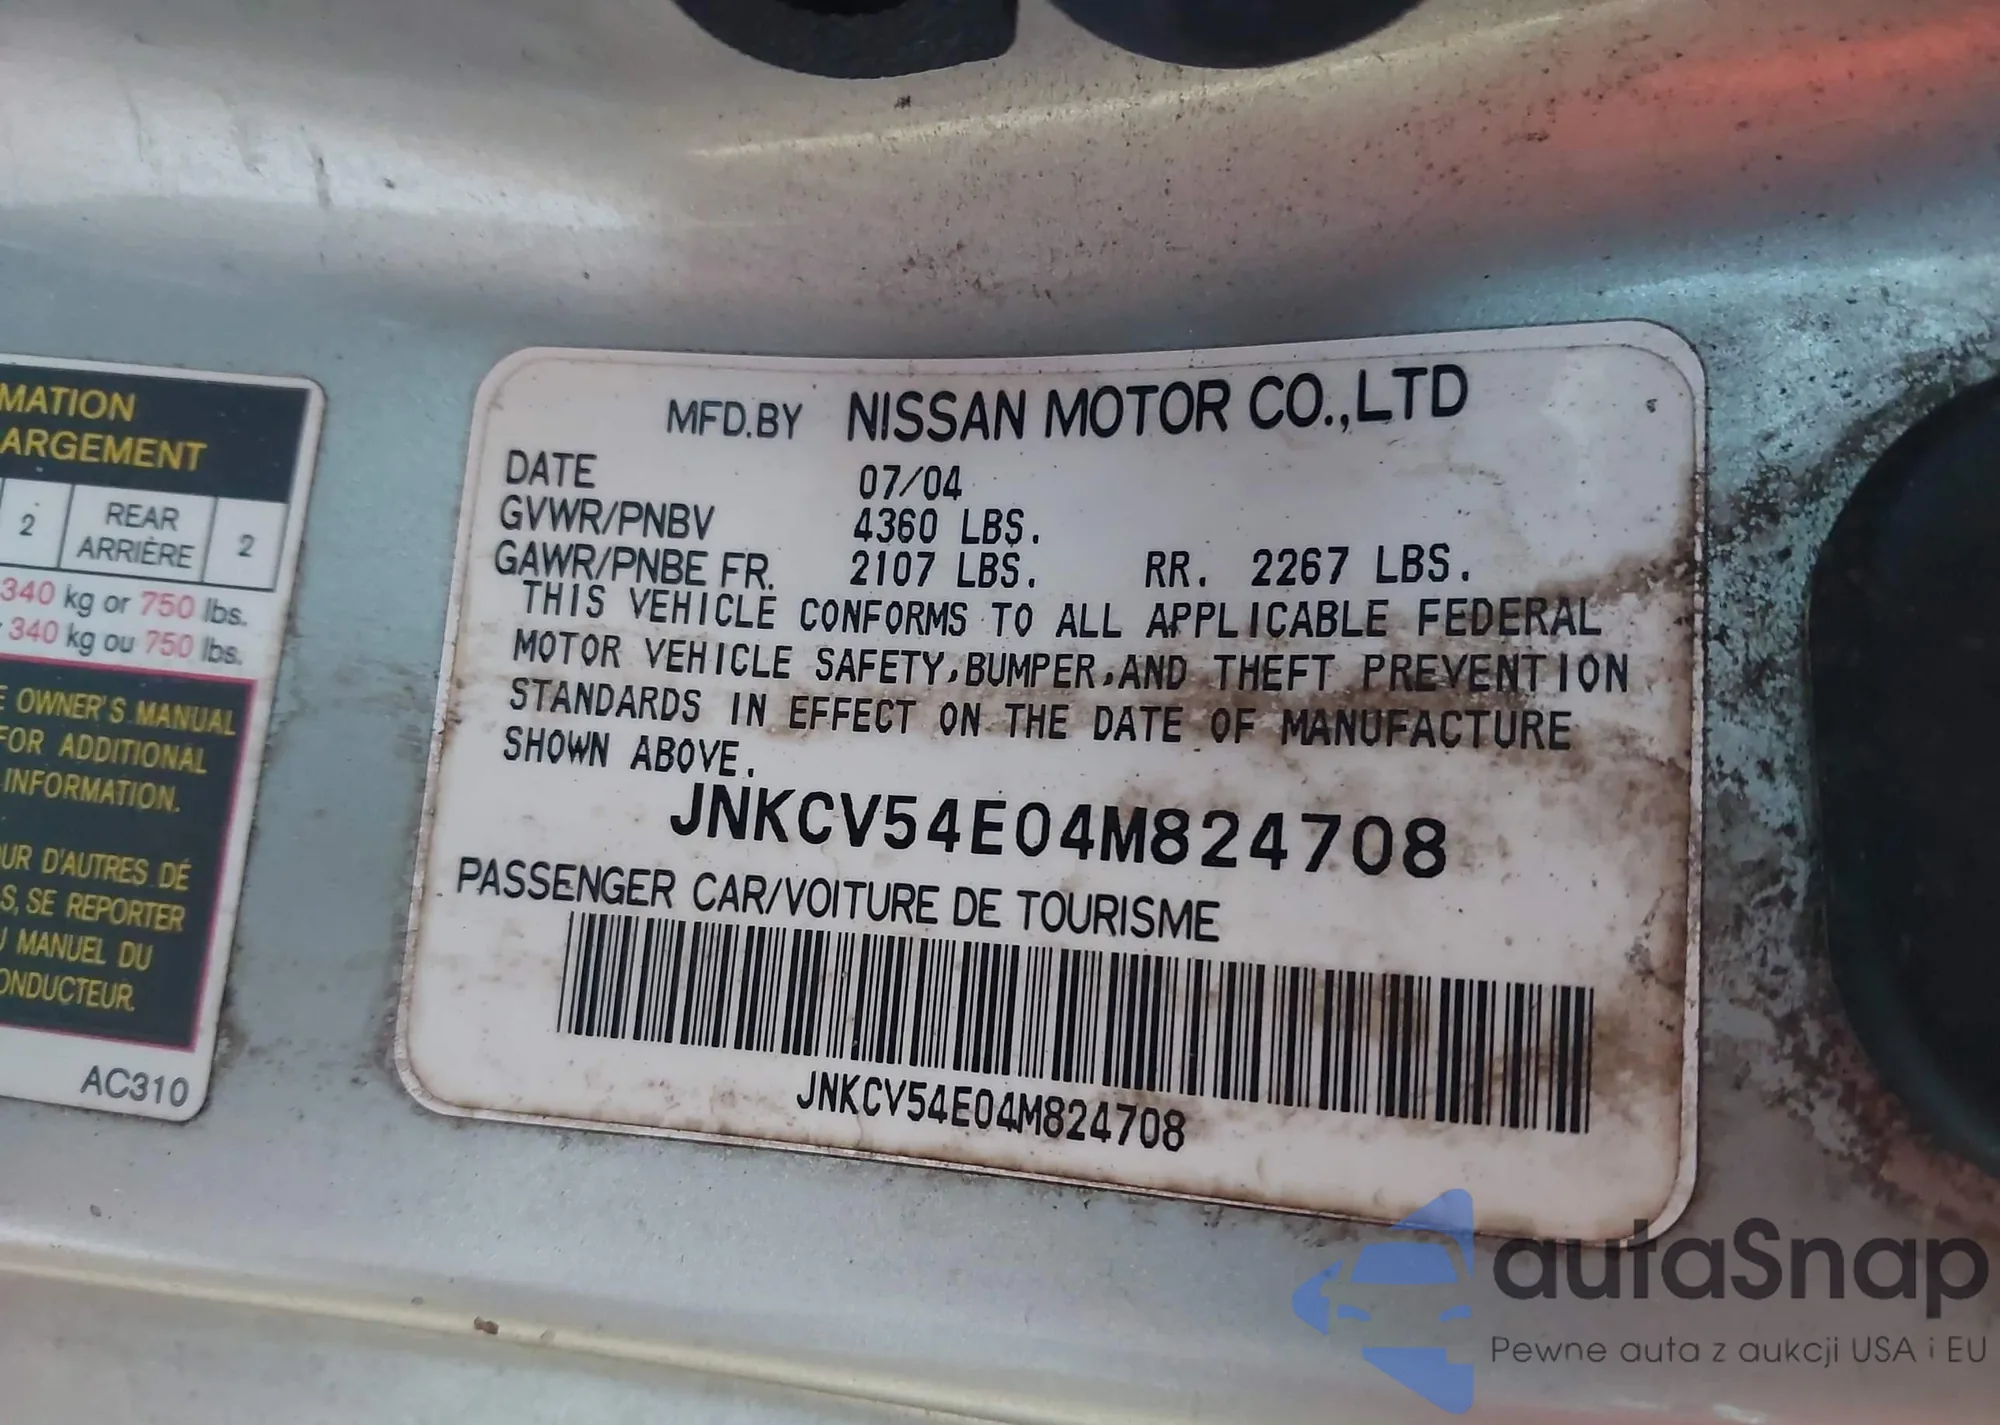 MATION
ARGEMENT
2 REAR ARRIÈRE 2
340 kg or 750 lbs.
340 kg ou 750 lbs.
OWNER'S MANUAL
FOR ADDITIONAL
INFORMATION.
UR D'AUTRES DÉ
S, SE REPORTER
MANUEL DU
ONDUCTEUR.
AC310
MFD.BY NISSAN MOTOR CO.,LTD
DATE 07/04
GVWR/PNBV 4360 LBS.
GAWR/PNBE FR. 2107 LBS. RR. 2267 LBS.
THIS VEHICLE CONFORMS TO ALL APPLICABLE FEDERAL
MOTOR VEHICLE SAFETY,BUMPER,AND THEFT PREVENTION
STANDARDS IN EFFECT ON THE DATE OF MANUFACTURE
SHOWN ABOVE.
JNKCV54E04M824708
PASSENGER CAR/VOITURE DE TOURISME
JNKCV54E04M824708
autaSnap
Pewne auta z aukcji USA i EU